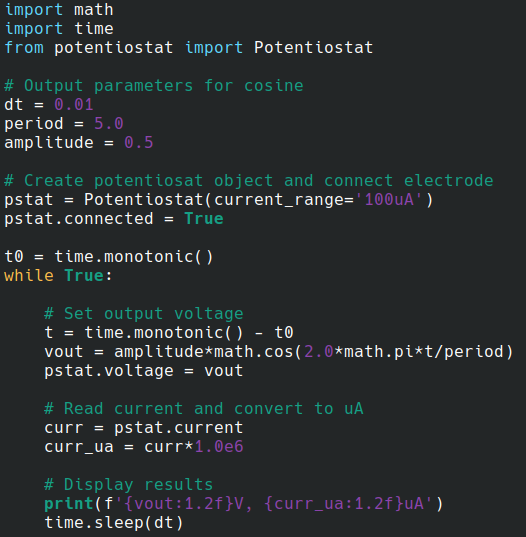 import math
import time
from potentiostat import Potentiostat

# Output parameters for cosine
dt = 0.01
period = 5.0
amplitude = 0.5

# Create potentiosat object and connect electrode
pstat = Potentiostat(current_range='100uA')
pstat.connected = True

t0 = time.monotonic()
while True:

    # Set output voltage
    t = time.monotonic() - t0
    vout = amplitude*math.cos(2.0*math.pi*t/period)
    pstat.voltage = vout

    # Read current and convert to uA
    curr = pstat.current
    curr_ua = curr*1.0e6

    # Display results
    print(f'{vout:1.2f}V, {curr_ua:1.2f}uA')
    time.sleep(dt)